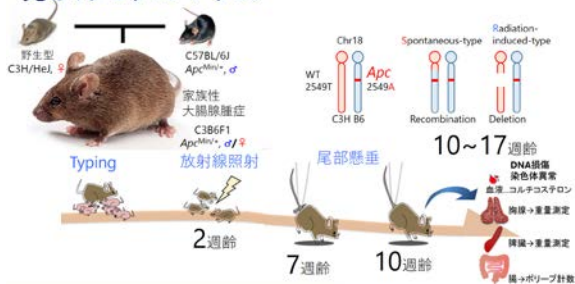 野生型
C3H/HeJ, ♀
C57BL/6J
Apc^Min/+, ♂
家族性
大腸腺腫症
C3B6F1
Apc^Min/+, ♂/♀
Chr18
WT
2549T
Apc
2549A
C3H B6
Spontaneous-type
Recombination
Radiation-
induced-type
Deletion
10~17週齢
Typing
放射線照射
尾部懸垂
2週齢
7週齢
10週齢
DNA損傷
染色体異常
血液→コルチコステロン
胸腺→重量測定
脾臓→重量測定
腸→ポリープ計数